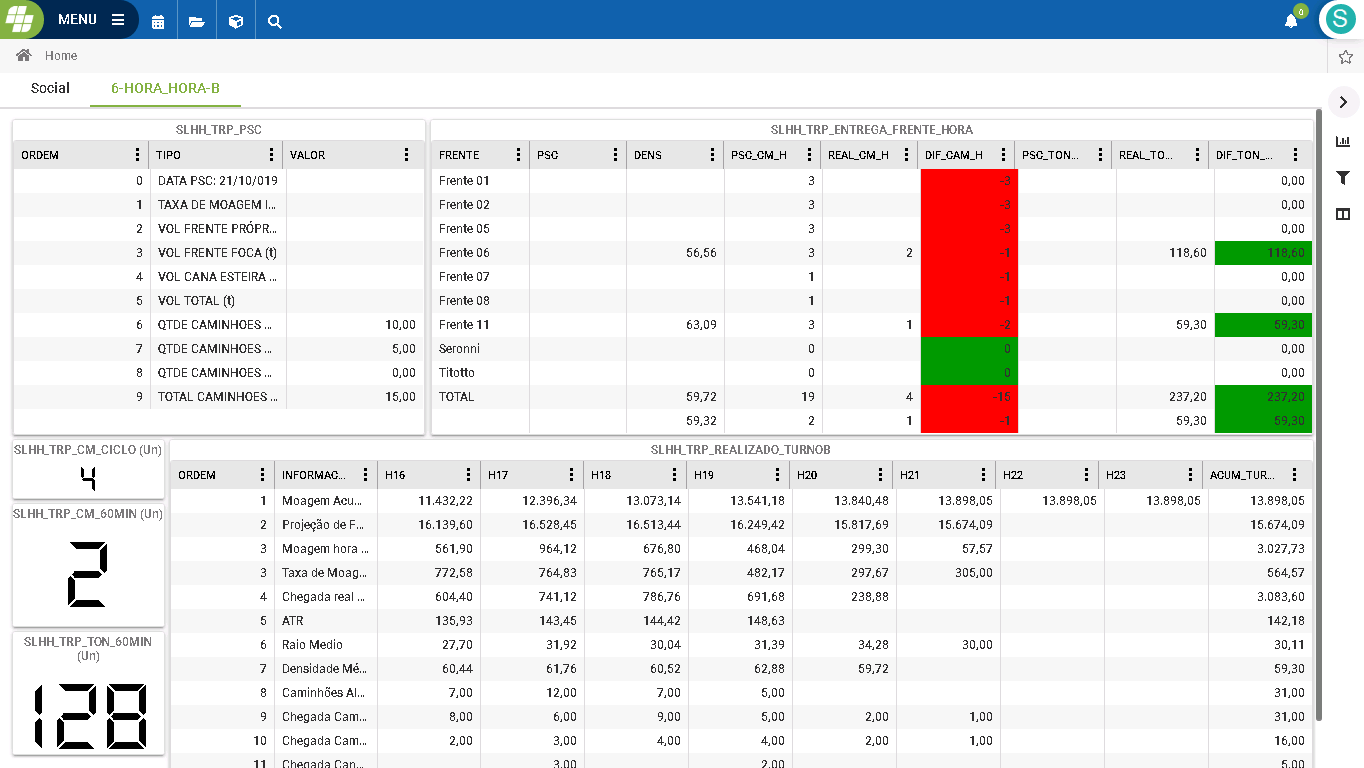 MENU 0 S
Home
Social 6-HORA_HORA-B
SLHH_TRP_PSC
ORDEM TIPO VALOR
0 DATA PSC: 21/10/019
1 TAXA DE MOAGEM I...
2 VOL FRENTE PRÓPR...
3 VOL FRENTE FOCA (t)
4 VOL CANA ESTEIRA ...
5 VOL TOTAL (t)
6 QTDE CAMINHOES ... 10,00
7 QTDE CAMINHOES ... 5,00
8 QTDE CAMINHOES ... 0,00
9 TOTAL CAMINHOES ... 15,00
SLHH_TRP_ENTREGA_FRENTE_HORA
FRENTE PSC DENS PSC_CM_H REAL_CM_H DIF_CAM_H PSC_TON... REAL_TO... DIF_TON_...
Frente 01 3 -3 0,00
Frente 02 3 -3 0,00
Frente 05 3 -3 0,00
Frente 06 56,56 3 2 -1 118,60 118,60
Frente 07 1 -1 0,00
Frente 08 1 -1 0,00
Frente 11 63,09 3 1 -2 59,30 59,30
Seronni 0 0 0,00
Titotto 0 0 0,00
TOTAL 59,72 19 4 -15 237,20 237,20
59,32 2 1 -1 59,30 59,30
SLHH_TRP_CM_CICLO (Un)
4
SLHH_TRP_CM_60MIN (Un)
2
SLHH_TRP_TON_60MIN
(Un)
128
SLHH_TRP_REALIZADO_TURNOB
ORDEM INFORMAC... H16 H17 H18 H19 H20 H21 H22 H23 ACUM_TUR...
1 Moagem Acu... 11.432,22 12.396,34 13.073,14 13.541,18 13.840,48 13.898,05 13.898,05 13.898,05 13.898,05
2 Projeção de F... 16.139,60 16.528,45 16.513,44 16.249,42 15.817,69 15.674,09 15.674,09
3 Moagem hora ... 561,90 964,12 676,80 468,04 299,30 57,57 3.027,73
3 Taxa de Moag... 772,58 764,83 765,17 482,17 297,67 305,00 564,57
4 Chegada real ... 604,40 741,12 786,76 691,68 238,88 3.083,60
5 ATR 135,93 143,45 144,42 148,63 142,18
6 Raio Medio 27,70 31,92 30,04 31,39 34,28 30,00 30,11
7 Densidade Mé... 60,44 61,76 60,52 62,88 59,72 59,30
8 Caminhões Al... 7,00 12,00 7,00 5,00 31,00
9 Chegada Cam... 8,00 6,00 9,00 5,00 2,00 1,00 31,00
10 Chegada Cam... 2,00 3,00 4,00 4,00 2,00 1,00 16,00
11 Chegada Can... 3,00 2,00 5,00